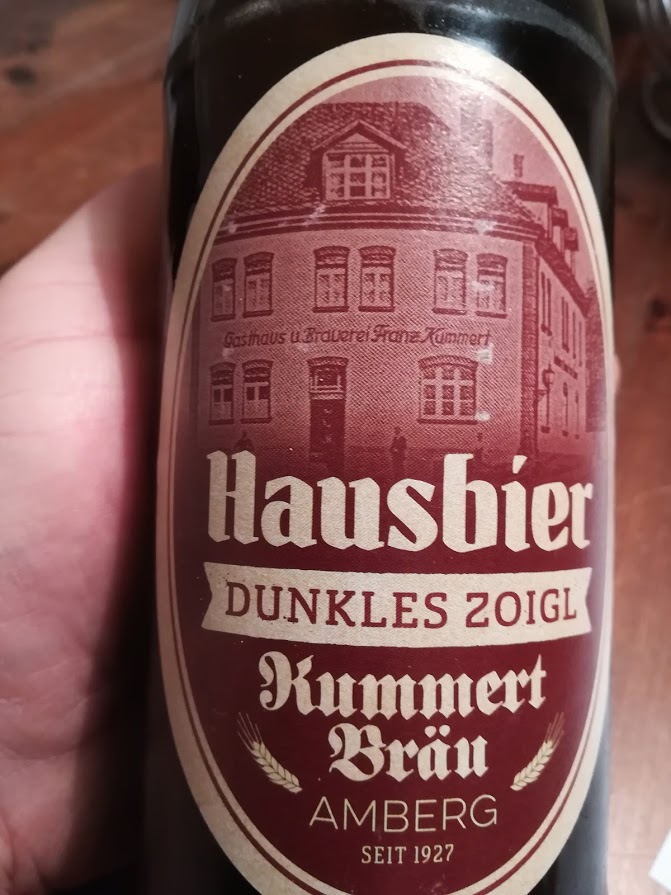 Gasthaus u. Brauerei Franz Kummert
Hausbier
DUNKLES ZOIGL
Kummert
Bräu
AMBERG
SEIT 1927